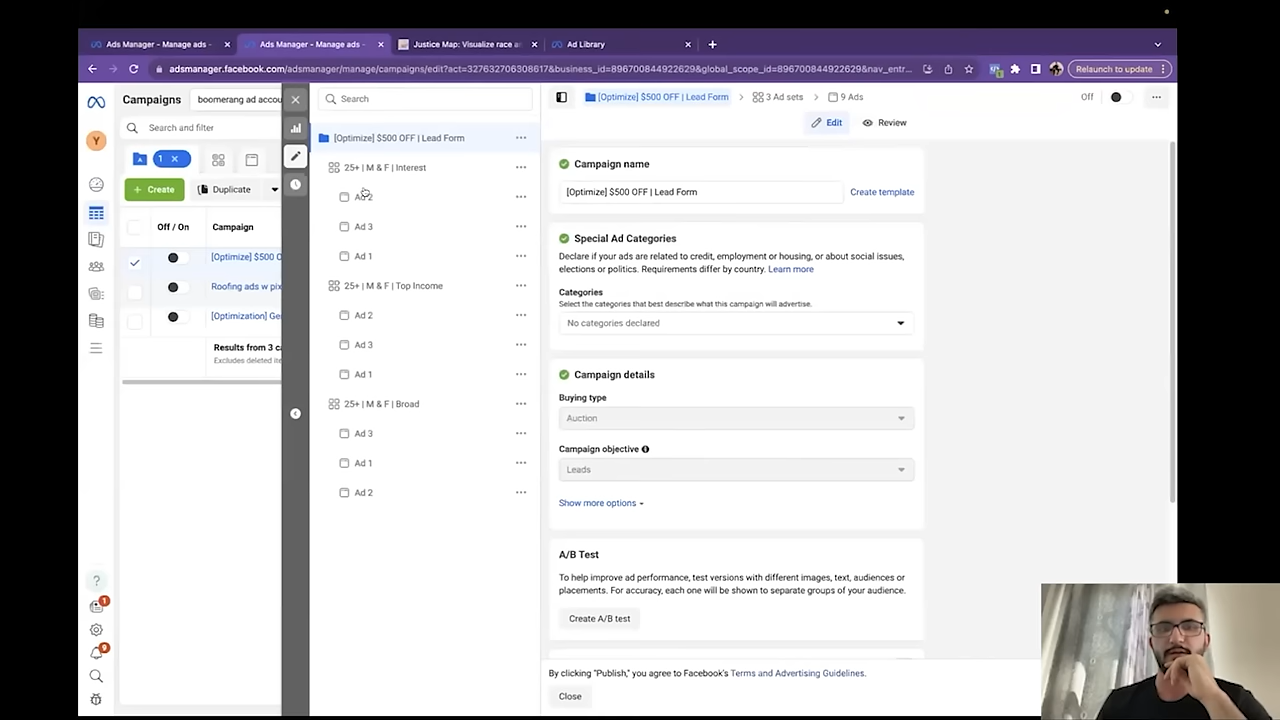 Ads Manager - Manage ads -
Ads Manager - Manage ads -
Justice Map: Visualize race a
Ad Library
adsmanager.facebook.com/adsmanager/manage/campaigns/edit?act=327632706308617&business_id=896700844922629&global_scope_id=896700844922629&nav_entr...
Relaunch to update
Campaigns
boomerang ad accou
Search and filter
1
Create
Duplicate
Off / On
Campaign
[Optimize] $500 O
Roofing ads w pix
[Optimization] Ge
Results from 3 ca
Excludes deleted ite
Y
1
9
Search
[Optimize] $500 OFF | Lead Form
25+ | M & F | Interest
Ad 2
Ad 3
Ad 1
25+ | M & F | Top Income
Ad 2
Ad 3
Ad 1
25+ | M & F | Broad
Ad 3
Ad 1
Ad 2
[Optimize] $500 OFF | Lead Form
3 Ad sets
9 Ads
Off
Edit
Review
Campaign name
[Optimize] $500 OFF | Lead Form
Create template
Special Ad Categories
Declare if your ads are related to credit, employment or housing, or about social issues,
elections or politics. Requirements differ by country. Learn more
Categories
Select the categories that best describe what this campaign will advertise.
No categories declared
Campaign details
Buying type
Auction
Campaign objective
Leads
Show more options
A/B Test
To help improve ad performance, test versions with different images, text, audiences or
placements. For accuracy, each one will be shown to separate groups of your audience.
Create A/B test
By clicking "Publish," you agree to Facebook's Terms and Advertising Guidelines.
Close